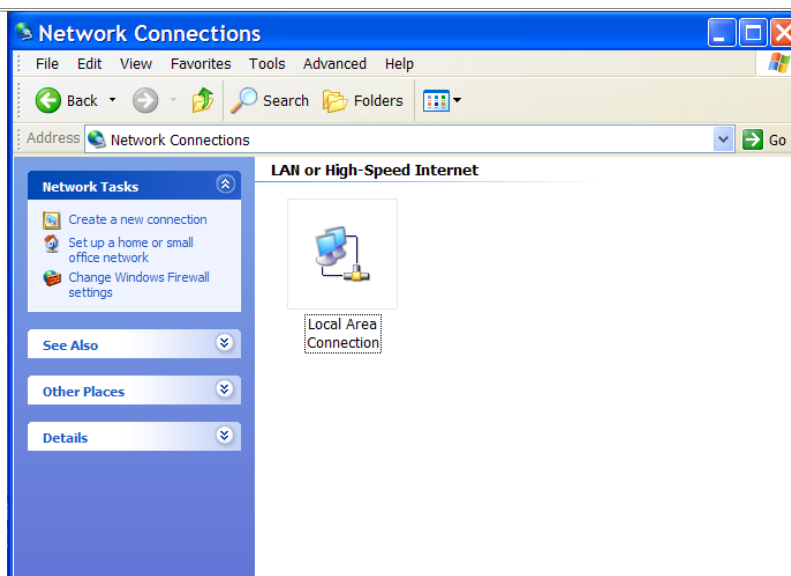 Network Connections
File Edit View Favorites Tools Advanced Help
Back Search Folders
Address Network Connections Go
Network Tasks
Create a new connection
Set up a home or small
office network
Change Windows Firewall
settings
See Also
Other Places
Details
LAN or High-Speed Internet
Local Area
Connection